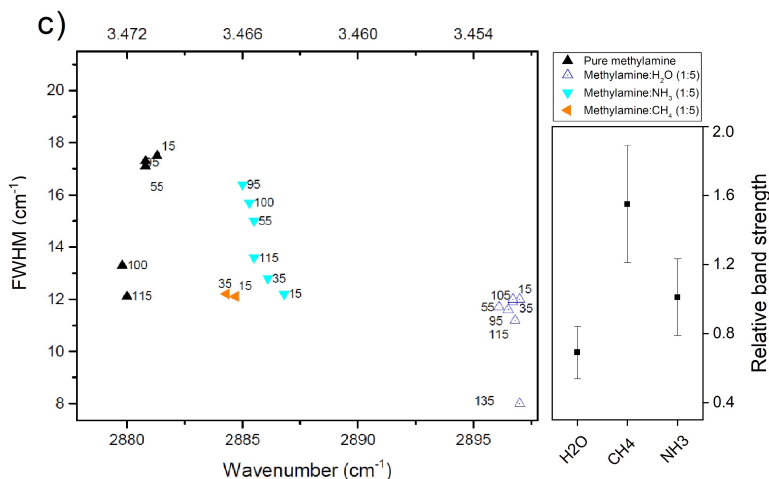 c)
3.472 3.466 3.460 3.454
FWHM (cm⁻¹)
20
18
16
14
12
10
8
15
55
100
115
95
100
55
115
35
15
35 15
105 15
55 35
95
115
135
2880 2885 2890 2895
Wavenumber (cm⁻¹)
Pure methylamine
Methylamine:H₂O (1:5)
Methylamine:NH₃ (1:5)
Methylamine:CH₄ (1:5)
2.0
1.6
1.2
0.8
0.4
Relative band strength
H2O CH4 NH3